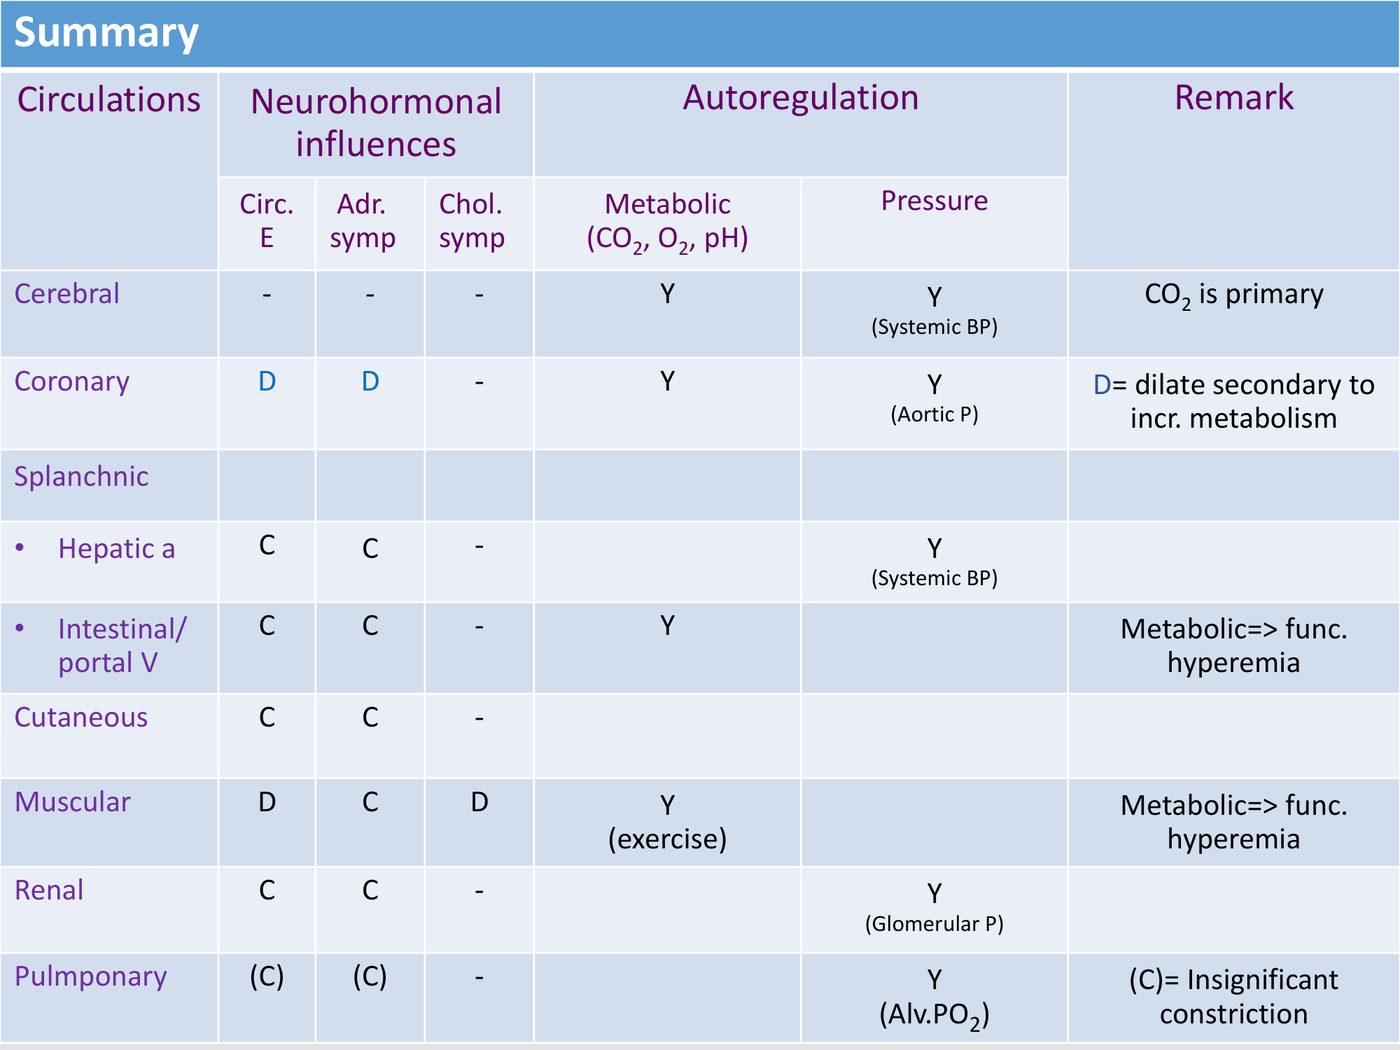 Summary
Circulations
Neurohormonal
influences
Autoregulation
Remark
Circ.
E
Adr.
symp
Chol.
symp
Metabolic
(CO₂, O₂, pH)
Pressure
Cerebral - - - Y Y CO₂ is primary
(Systemic BP)
Coronary D D - Y Y D= dilate secondary to
(Aortic P) incr. metabolism
Splanchnic
• Hepatic a C C - Y
(Systemic BP)
• Intestinal/ C C - Y Metabolic=> func.
portal V hyperemia
Cutaneous C C -
Muscular D C D Y Metabolic=> func.
(exercise) hyperemia
Renal C C - Y
(Glomerular P)
Pulmponary (C) (C) - Y (C)= Insignificant
(Alv.PO₂) constriction